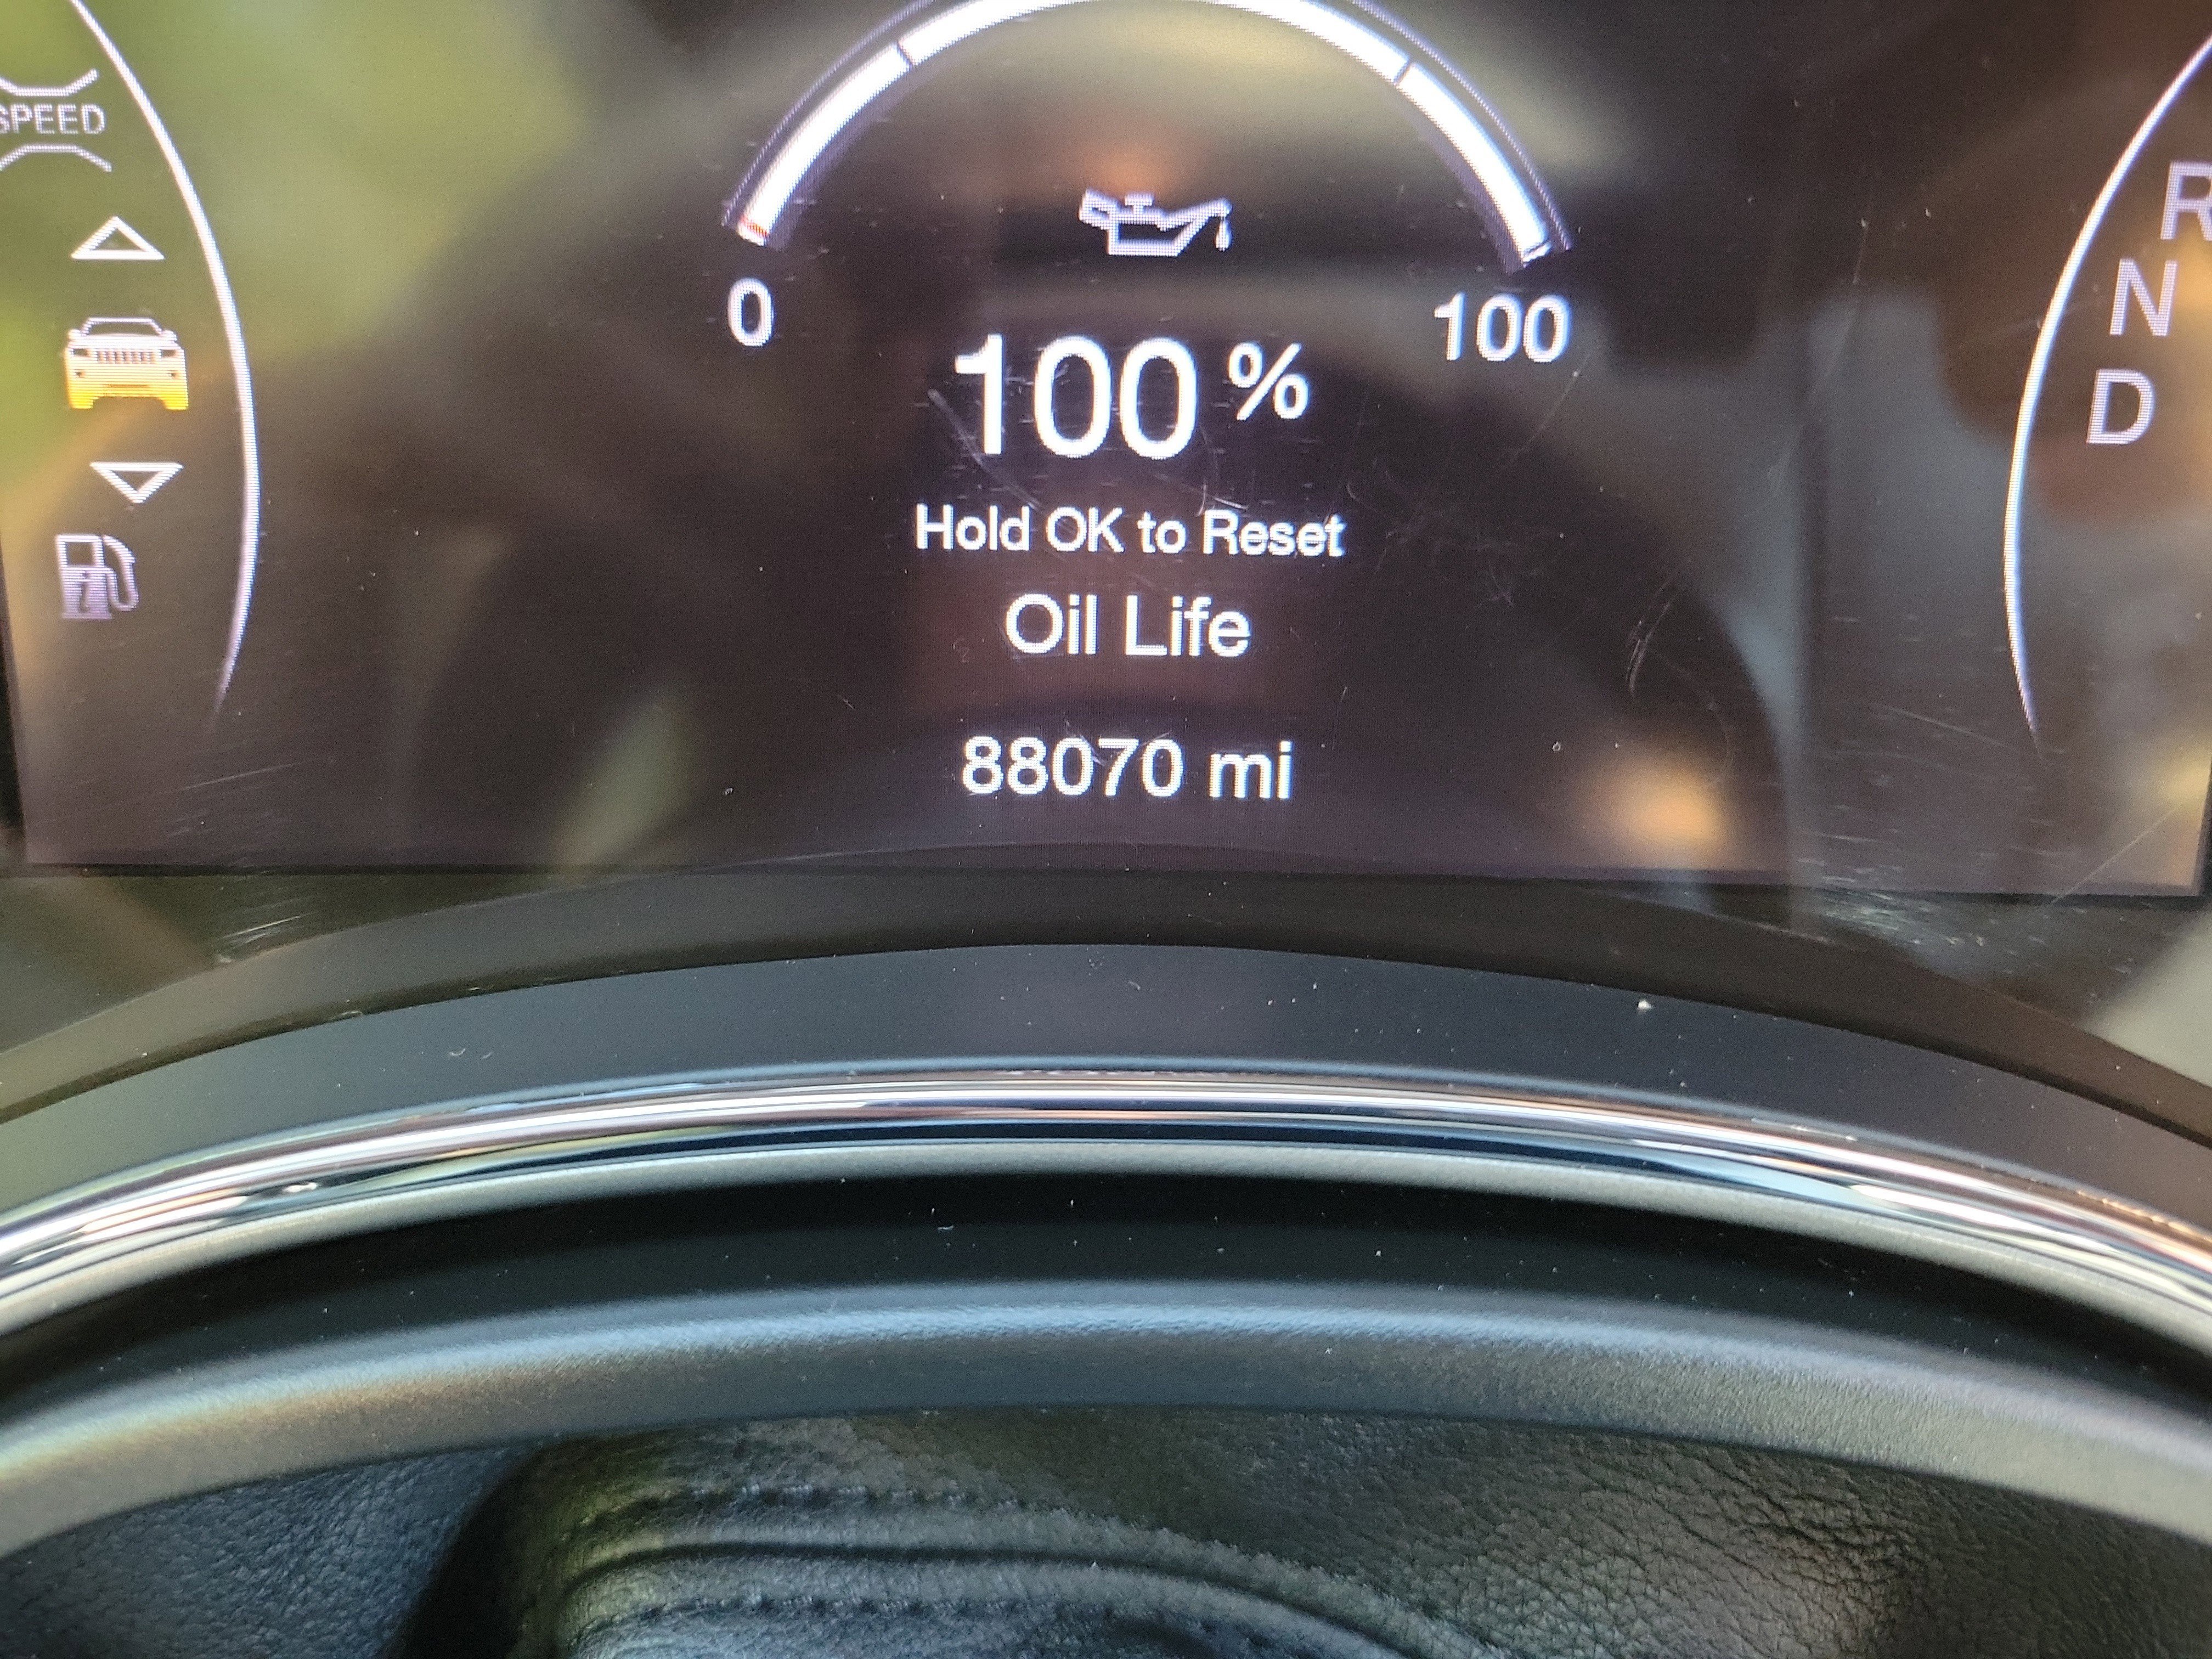 SPEED
R
N
D
0
100
100 %
Hold OK to Reset
Oil Life
88070 mi